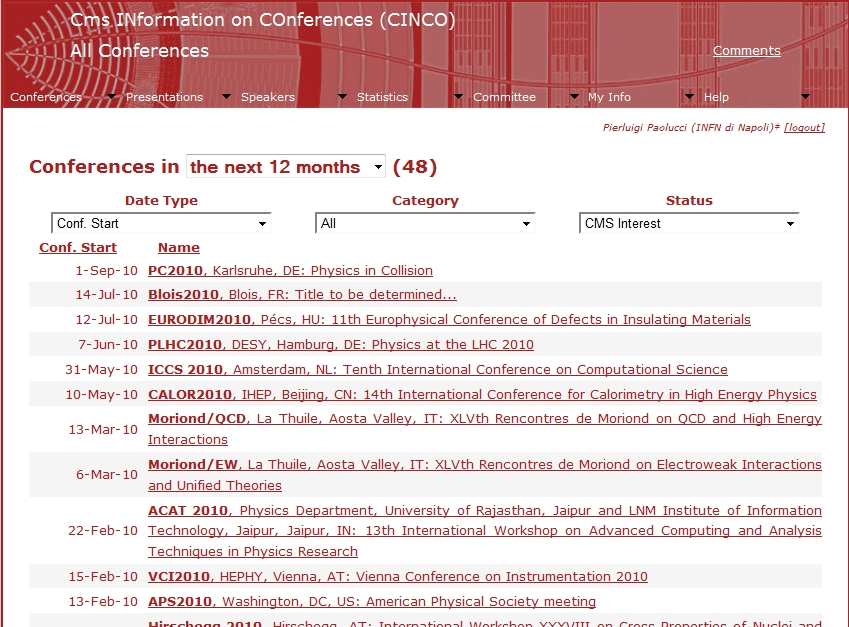 Cms INformation on COnferences (CINCO)
All Conferences
Comments
Conferences Presentations Speakers Statistics Committee My Info Help
Pierluigi Paolucci (INFN di Napoli)‡ [logout]
Conferences in the next 12 months (48)
Date Type Category Status
Conf. Start All CMS Interest
Conf. Start Name
1-Sep-10 PC2010, Karlsruhe, DE: Physics in Collision
14-Jul-10 Blois2010, Blois, FR: Title to be determined...
12-Jul-10 EURODIM2010, Pécs, HU: 11th Europhysical Conference of Defects in Insulating Materials
7-Jun-10 PLHC2010, DESY, Hamburg, DE: Physics at the LHC 2010
31-May-10 ICCS 2010, Amsterdam, NL: Tenth International Conference on Computational Science
10-May-10 CALOR2010, IHEP, Beijing, CN: 14th International Conference for Calorimetry in High Energy Physics
13-Mar-10 Moriond/QCD, La Thuile, Aosta Valley, IT: XLVth Rencontres de Moriond on QCD and High Energy
Interactions
6-Mar-10 Moriond/EW, La Thuile, Aosta Valley, IT: XLVth Rencontres de Moriond on Electroweak Interactions
and Unified Theories
22-Feb-10 ACAT 2010, Physics Department, University of Rajasthan, Jaipur and LNM Institute of Information
Technology, Jaipur, Jaipur, IN: 13th International Workshop on Advanced Computing and Analysis
Techniques in Physics Research
15-Feb-10 VCI2010, HEPHY, Vienna, AT: Vienna Conference on Instrumentation 2010
13-Feb-10 APS2010, Washington, DC, US: American Physical Society meeting
Hirschegg 2010, Hirschegg, AT: International Workshop XXXVIII on Cross Properties of Nuclei and